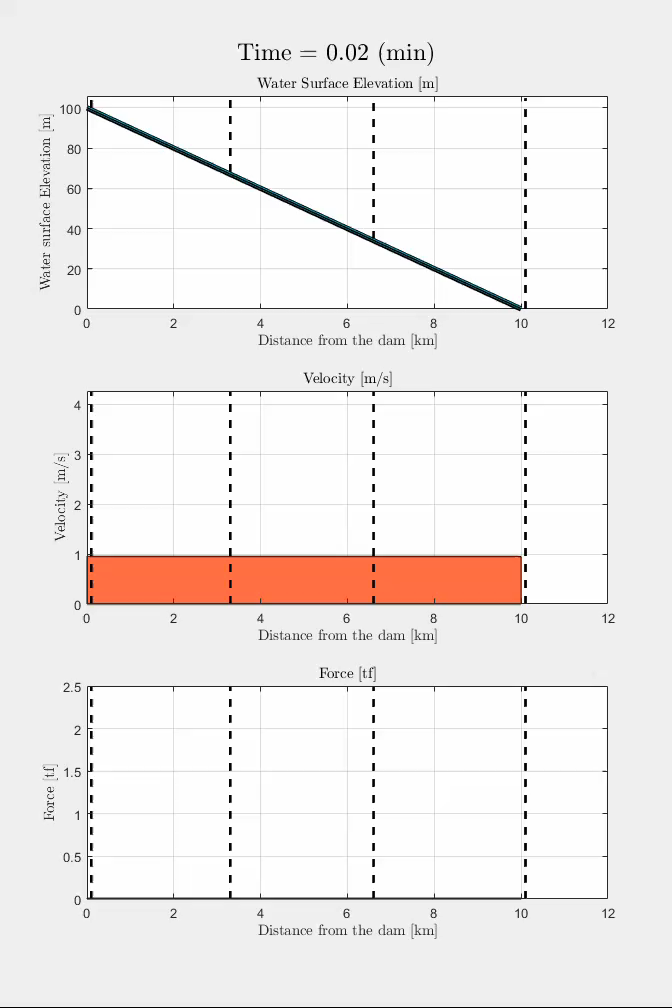 Time = 0.02 (min)
Water Surface Elevation [m]
Water surface Elevation [m]
100
80
60
40
20
0
0 2 4 6 8 10 12
Distance from the dam [km]
Velocity [m/s]
Velocity [m/s]
4
3
2
1
0
0 2 4 6 8 10 12
Distance from the dam [km]
Force [tf]
Force [tf]
2.5
2
1.5
1
0.5
0
0 2 4 6 8 10 12
Distance from the dam [km]